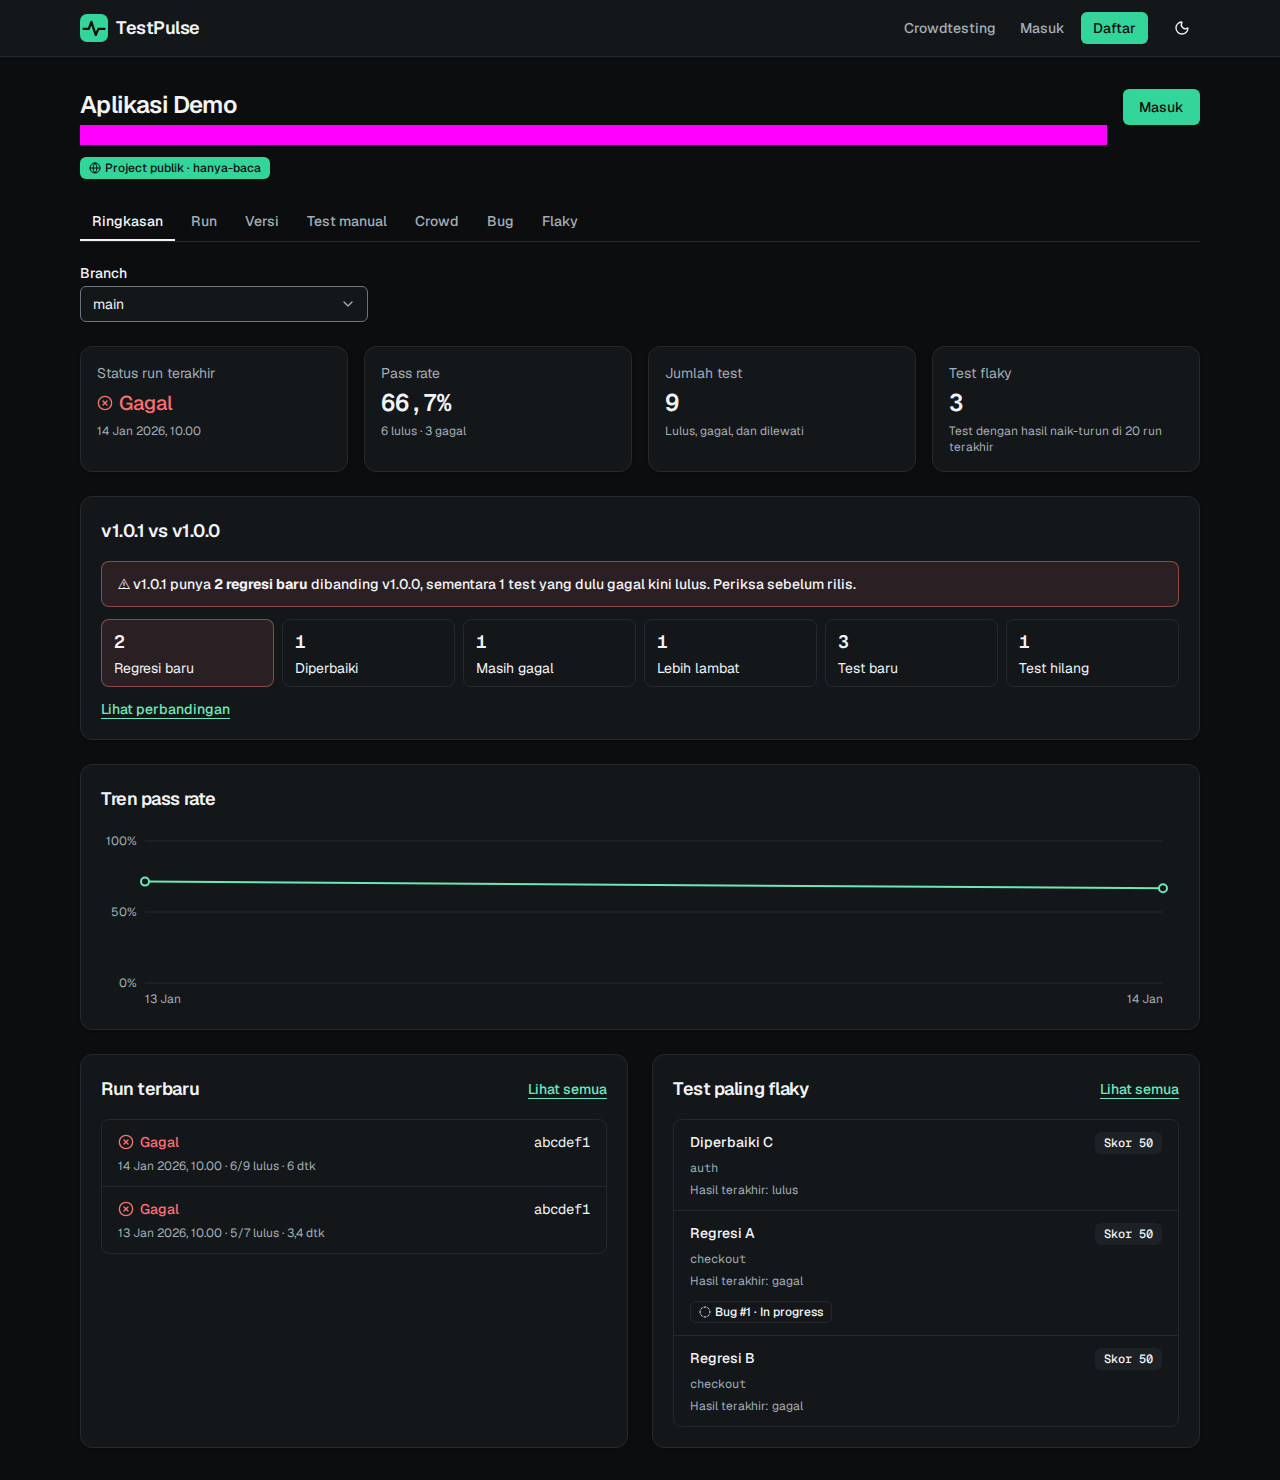 TestPulse
Crowdtesting
Masuk
Daftar
Aplikasi Demo
Masuk
Project publik · hanya-baca
Ringkasan
Run
Versi
Test manual
Crowd
Bug
Flaky
Branch
main
Status run terakhir
Gagal
14 Jan 2026, 10.00
Pass rate
66,7%
6 lulus · 3 gagal
Jumlah test
9
Lulus, gagal, dan dilewati
Test flaky
3
Test dengan hasil naik-turun di 20 run
terakhir
v1.0.1 vs v1.0.0
⚠ v1.0.1 punya 2 regresi baru dibanding v1.0.0, sementara 1 test yang dulu gagal kini lulus. Periksa sebelum rilis.
2
Regresi baru
1
Diperbaiki
1
Masih gagal
1
Lebih lambat
3
Test baru
1
Test hilang
Lihat perbandingan
Tren pass rate
100%
50%
0%
13 Jan
14 Jan
Run terbaru
Lihat semua
Gagal
abcdef1
14 Jan 2026, 10.00 · 6/9 lulus · 6 dtk
Gagal
abcdef1
13 Jan 2026, 10.00 · 5/7 lulus · 3,4 dtk
Test paling flaky
Lihat semua
Diperbaiki C
Skor 50
auth
Hasil terakhir: lulus
Regresi A
Skor 50
checkout
Hasil terakhir: gagal
Bug #1 · In progress
Regresi B
Skor 50
checkout
Hasil terakhir: gagal